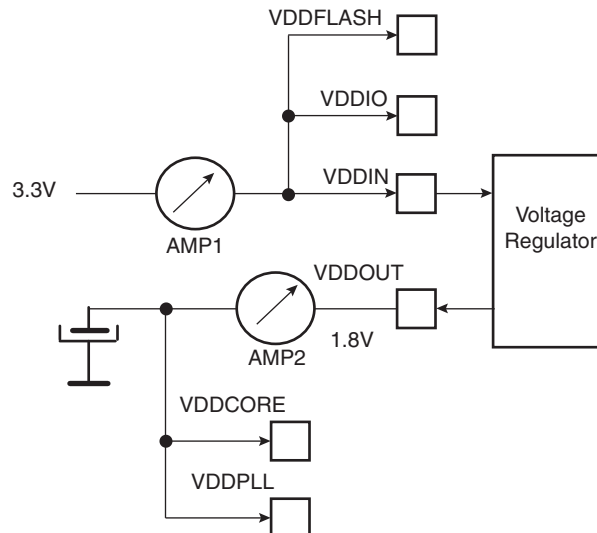 VDDFLASH
VDDIO
3.3V
VDDIN
AMP1
Voltage
Regulator
VDDOUT
1.8V
AMP2
VDDCORE
VDDPLL